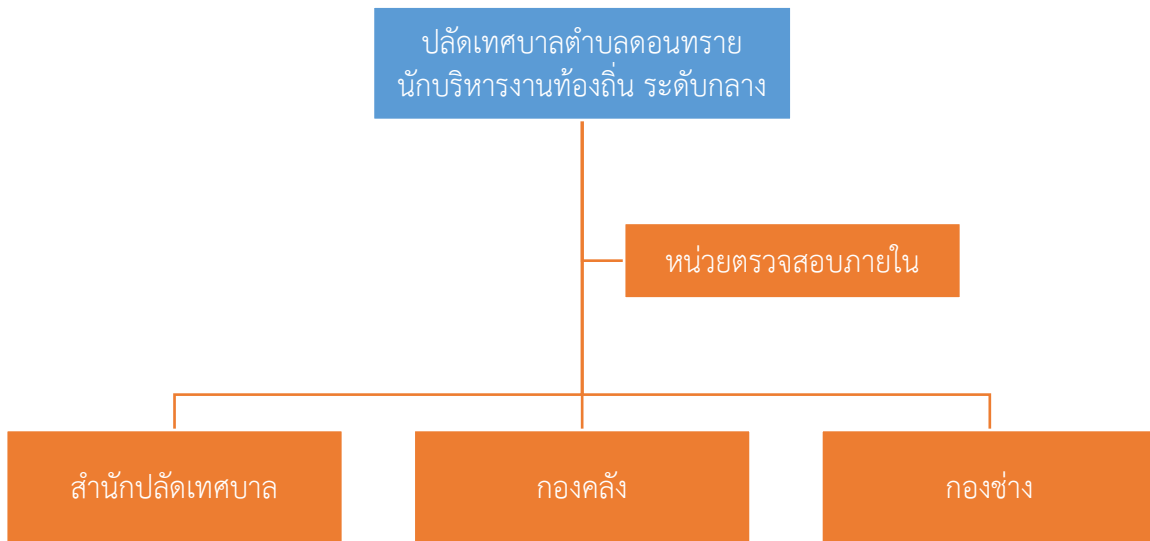 ปลัดเทศบาลตำบลดอนทราย
นักบริหารงานท้องถิ่น ระดับกลาง
หน่วยตรวจสอบภายใน
สำนักปลัดเทศบาล
กองคลัง
กองช่าง